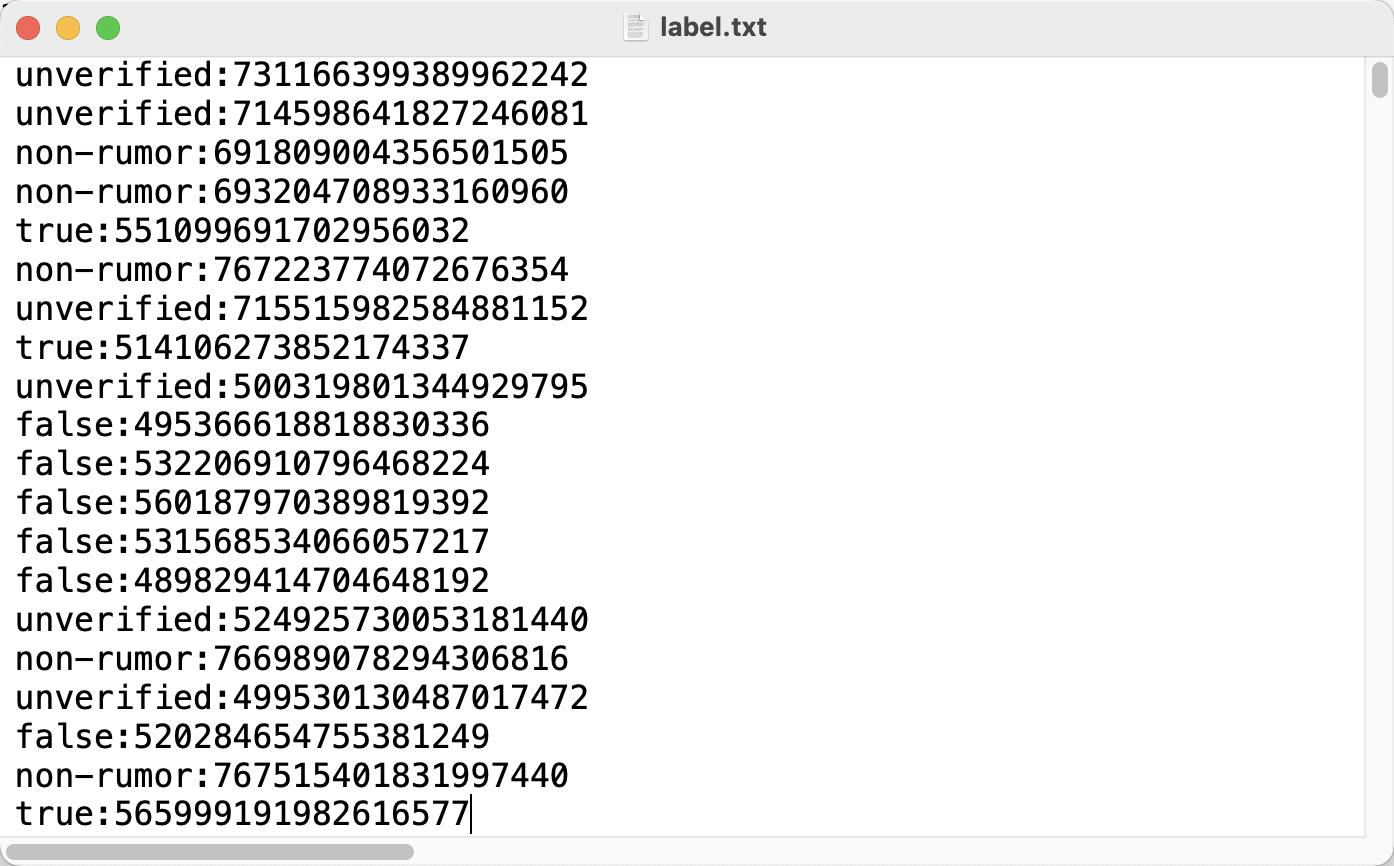 label.txt
unverified:731166399389962242
unverified:714598641827246081
non-rumor:691809004356501505
non-rumor:693204708933160960
true:551099691702956032
non-rumor:767223774072676354
unverified:715515982584881152
true:514106273852174337
unverified:500319801344929795
false:495366618818830336
false:532206910796468224
false:560187970389819392
false:531568534066057217
false:489829414704648192
unverified:524925730053181440
non-rumor:766989078294306816
unverified:499530130487017472
false:520284654755381249
non-rumor:767515401831997440
true:565999191982616577